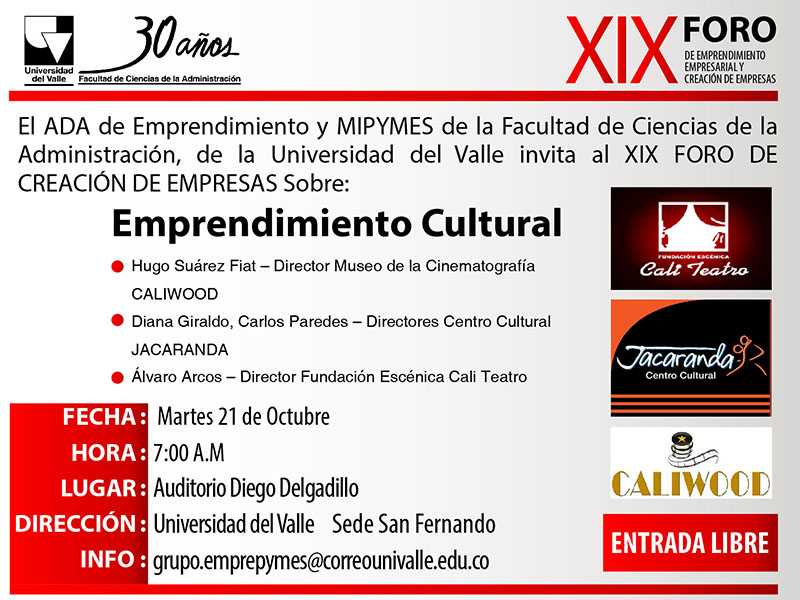 Universidad
del Valle
30 años
Facultad de Ciencias de la Administración
XIX FORO
DE EMPRENDIMIENTO
EMPRESARIAL Y
CREACIÓN DE EMPRESAS
El ADA de Emprendimiento y MIPYMES de la Facultad de Ciencias de la
Administración, de la Universidad del Valle invita al XIX FORO DE
CREACIÓN DE EMPRESAS Sobre:
Emprendimiento Cultural
Hugo Suárez Fiat – Director Museo de la Cinematografía
CALIWOOD
Diana Giraldo, Carlos Paredes – Directores Centro Cultural
JACARANDA
Álvaro Arcos – Director Fundación Escénica Cali Teatro
FUNDACIÓN ESCÉNICA
Cali Teatro
Jacaranda
Centro Cultural
CALIWOOD
FECHA : Martes 21 de Octubre
HORA : 7:00 A.M
LUGAR : Auditorio Diego Delgadillo
DIRECCIÓN : Universidad del Valle Sede San Fernando
INFO : grupo.emprepymes@correounivalle.edu.co
ENTRADA LIBRE